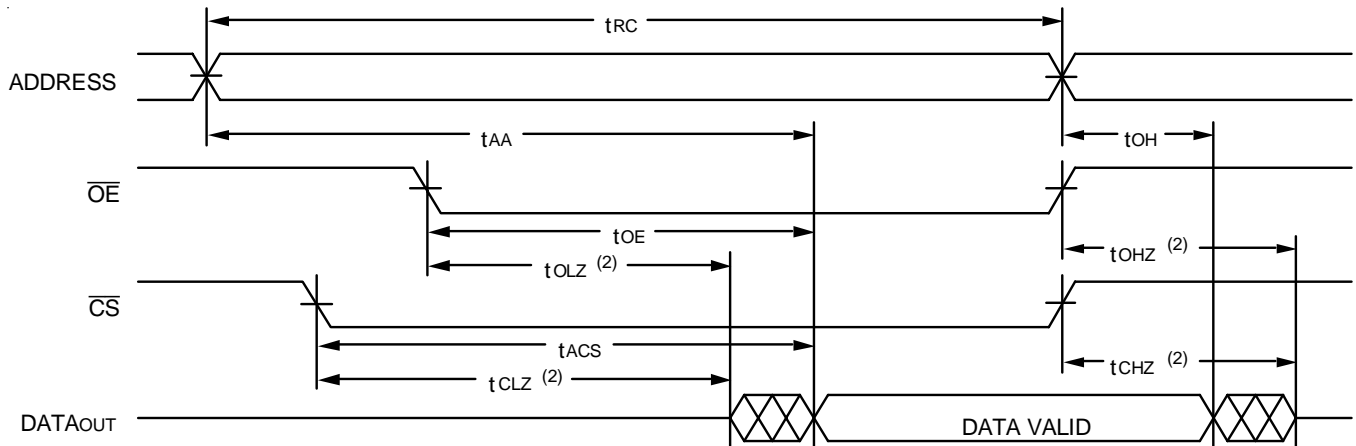 tRC
ADDRESS
tAA
tOH
OE
tOE
tOLZ (2)
tOHZ (2)
CS
tACS
tCLZ (2)
tCHZ (2)
DATAOUT
DATA VALID